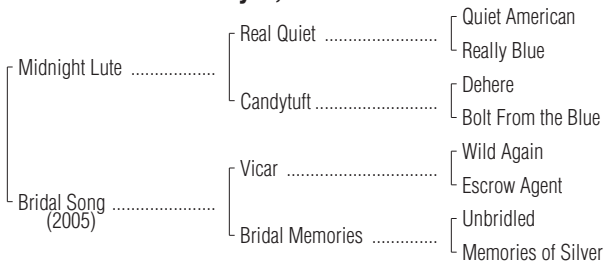 Quiet American
Real Quiet ......................
Really Blue
Midnight Lute .................
Dehere
Candytuft ........................
Bolt From the Blue
Wild Again
Vicar ..............................
Escrow Agent
Bridal Song .....................
(2005)
Unbridled
Bridal Memories .............
Memories of Silver